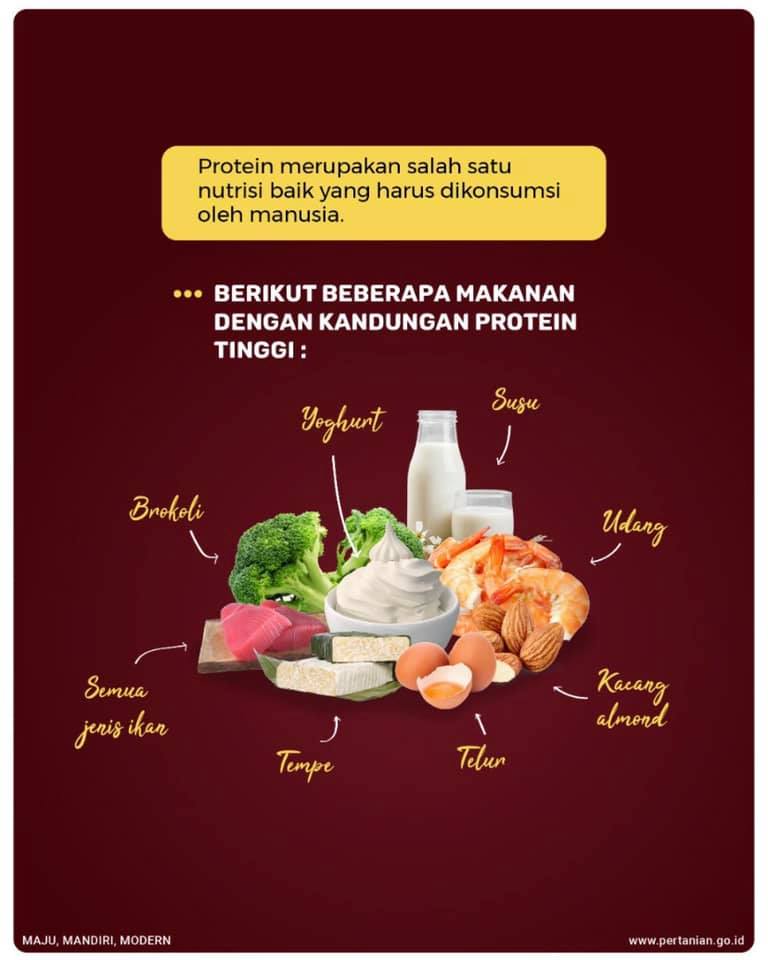 Protein merupakan salah satu
nutrisi baik yang harus dikonsumsi
oleh manusia.
BERIKUT BEBERAPA MAKANAN
DENGAN KANDUNGAN PROTEIN
TINGGI :
Susu
Yoghurt
Brokoli
Udang
Semua
jenis ikan
Kacang
almond
Tempe
Telur
MAJU, MANDIRI, MODERN
www.pertanian.go.id